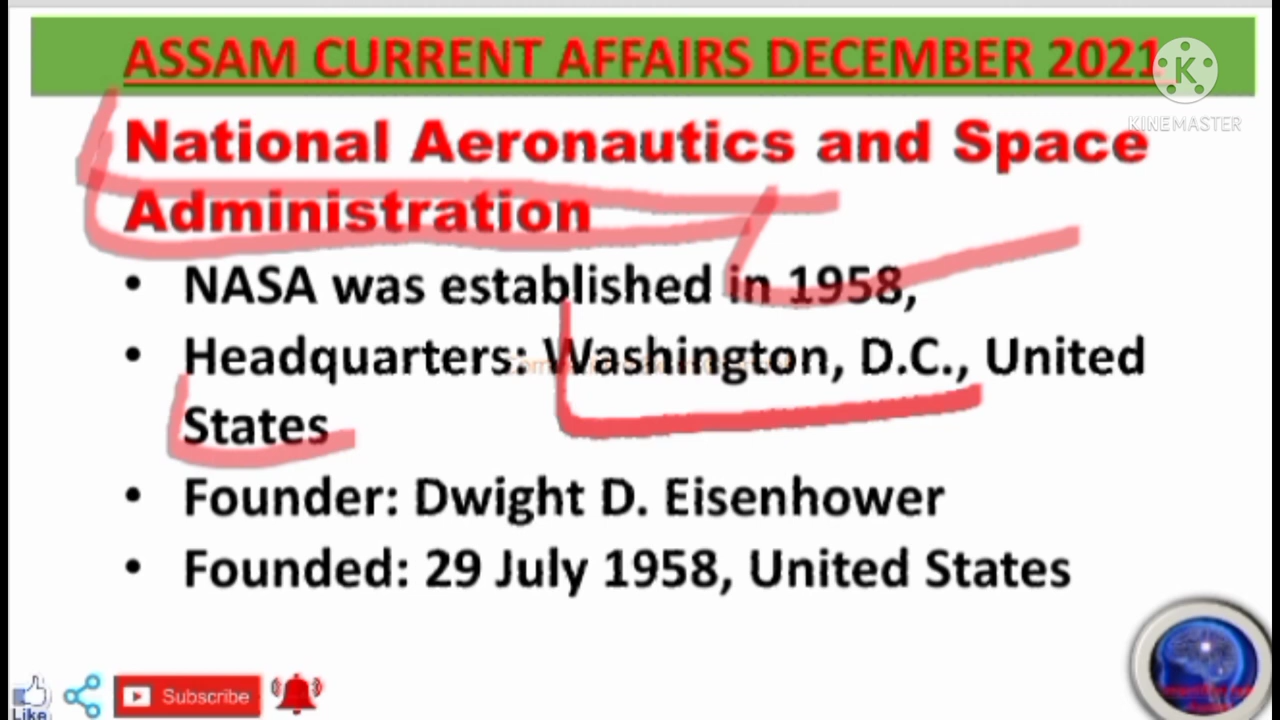 ASSAM CURRENT AFFAIRS DECEMBER 2021
KINEMASTER
National Aeronautics and Space
Administration
• NASA was established in 1958,
• Headquarters: Washington, D.C., United
States
• Founder: Dwight D. Eisenhower
• Founded: 29 July 1958, United States
Subscribe
Like